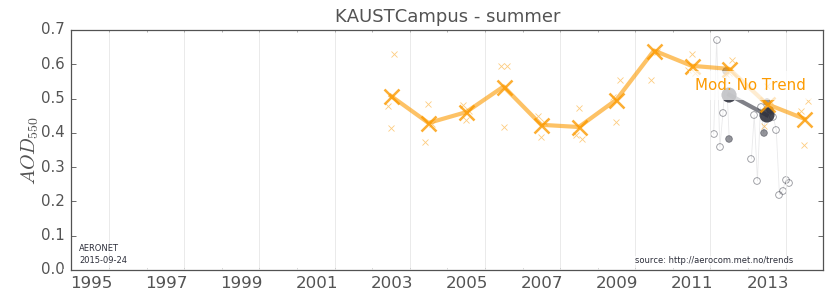 KAUSTCampus - summer
0.7
0.6
0.5
0.4
0.3
0.2
0.1
0.0
AOD550
Mod: No Trend
AERONET
2015-09-24
source: http://aerocom.met.no/trends
1995 1997 1999 2001 2003 2005 2007 2009 2011 2013